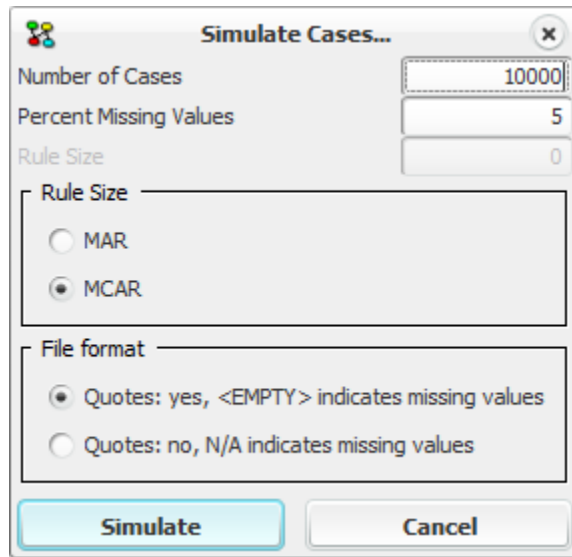 Simulate Cases...
Number of Cases 10000
Percent Missing Values 5
Rule Size 0
Rule Size
MAR
MCAR
File format
Quotes: yes, <EMPTY> indicates missing values
Quotes: no, N/A indicates missing values
Simulate Cancel